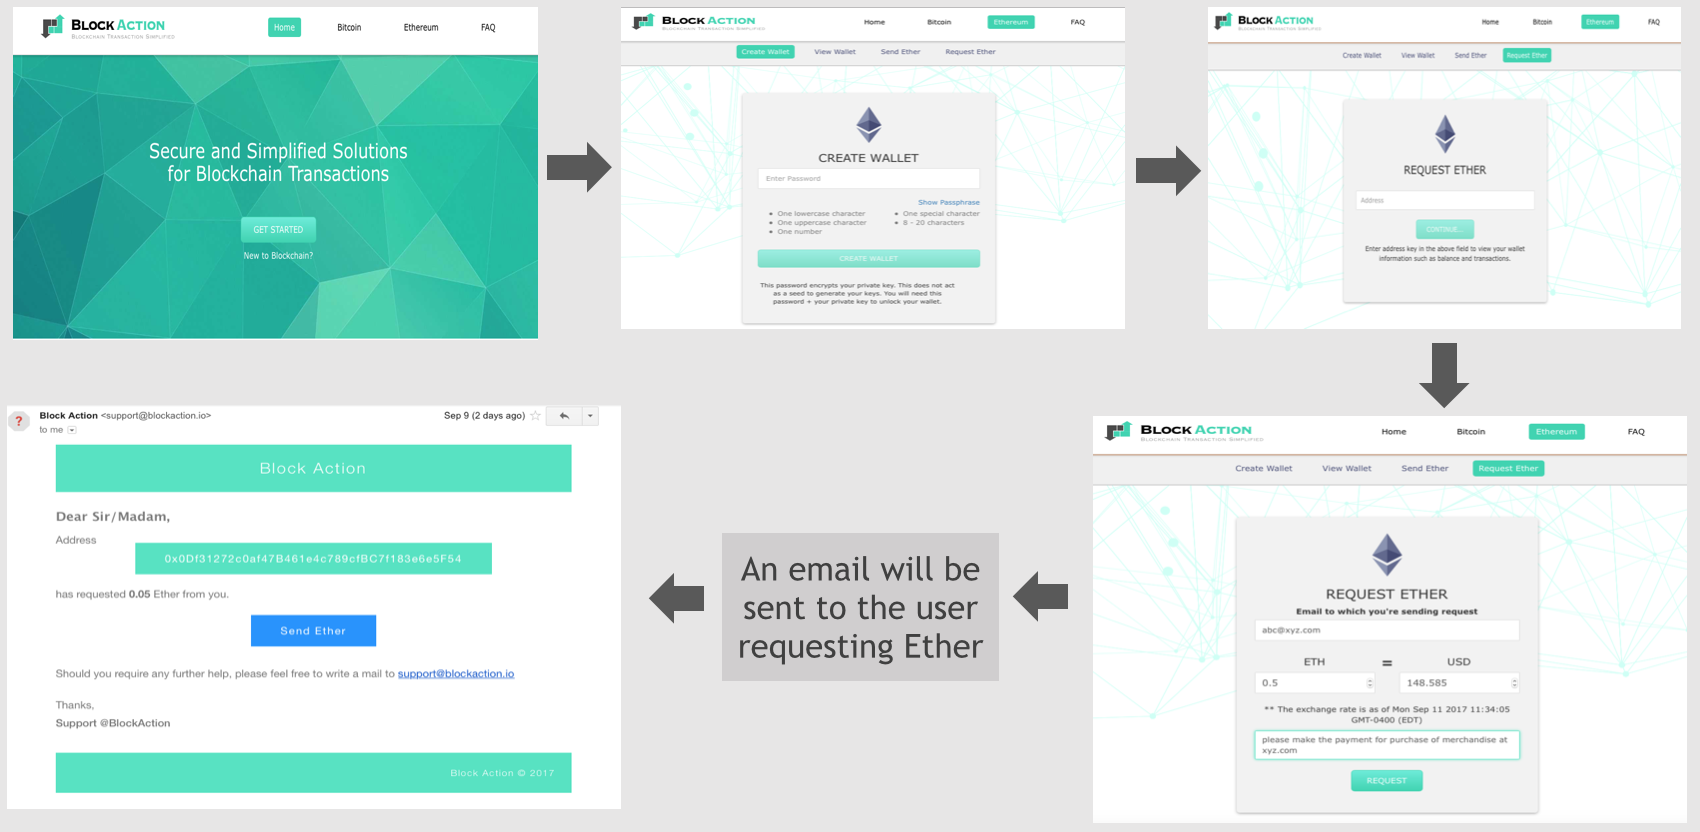 BLOCK ACTION
BLOCKCHAIN TRANSACTION SIMPLIFIED
Home Bitcoin Ethereum FAQ
Secure and Simplified Solutions
for Blockchain Transactions
GET STARTED
New to Blockchain?
BLOCK ACTION
BLOCKCHAIN TRANSACTION SIMPLIFIED
Home Bitcoin Ethereum FAQ
Create Wallet View Wallet Send Ether Request Ether
CREATE WALLET
Enter Password
Show Passphrase
• One lowercase character • One special character
• One uppercase character • 8 - 20 characters
• One number
CREATE WALLET
This password encrypts your private key. This does not act
as a seed to generate your keys. You will need this
password + your private key to unlock your wallet.
BLOCK ACTION
BLOCKCHAIN TRANSACTION SIMPLIFIED
Home Bitcoin Ethereum FAQ
Create Wallet View Wallet Send Ether Request Ether
REQUEST ETHER
Address
CONTINUE...
Enter address key in the above field to view your wallet
information such as balance and transactions.
BLOCK ACTION
BLOCKCHAIN TRANSACTION SIMPLIFIED
Home Bitcoin Ethereum FAQ
Create Wallet View Wallet Send Ether Request Ether
REQUEST ETHER
Email to which you're sending request
abc@xyz.com
ETH = USD
0.5 148.585
** The exchange rate is as of Mon Sep 11 2017 11:34:05
GMT-0400 (EDT)
please make the payment for purchase of merchandise at
xyz.com
REQUEST
An email will be
sent to the user
requesting Ether
?
Block Action <support@blockaction.io> Sep 9 (2 days ago)
to me
Block Action
Dear Sir/Madam,
Address
0x0Df31272c0af47B461e4c789cfBC7f183e6e5F54
has requested 0.05 Ether from you.
Send Ether
Should you require any further help, please feel free to write a mail to support@blockaction.io
Thanks,
Support @BlockAction
Block Action © 2017